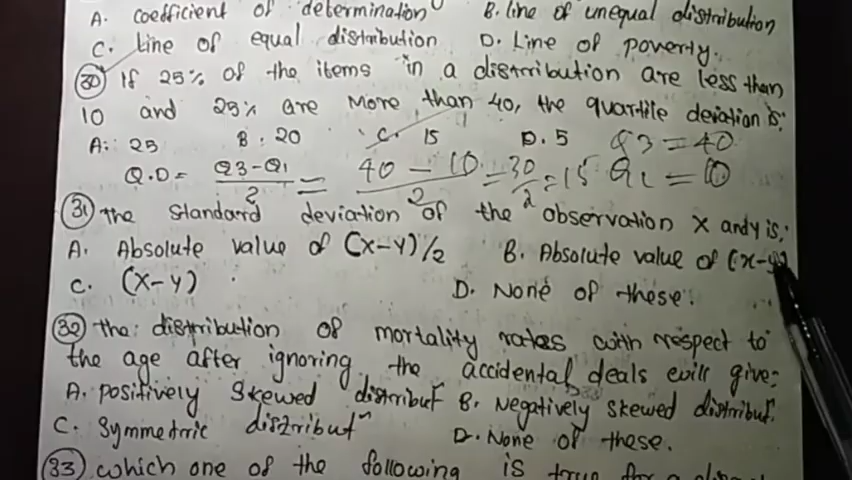 A. coefficient of determination B. line of unequal distribution
C. Line of equal distribution D. Line of poverty.
30 If 25% of the items in a distribution are less than
10 and 25% are More than 40, the quartile deviation is:
A: 25 B. 20 C. 15 D. 5 Q3 = 40
Q.D = Q3-Q1/2 = 40 - 10/2 = 30/2 = 15 Q1 = 10
31 the standard deviation of the observation X and y is:
A. Absolute value of (X-Y)/2 B. Absolute value of (x-y)
C. (X-Y) D. None of these.
32 the distribution of mortality rates with respect to
the age after ignoring the accidental deals will give:
A. positively skewed distribut B. Negatively skewed distribut.
C. Symmetric distribut^n D. None of these.
33 which one of the following is true for a